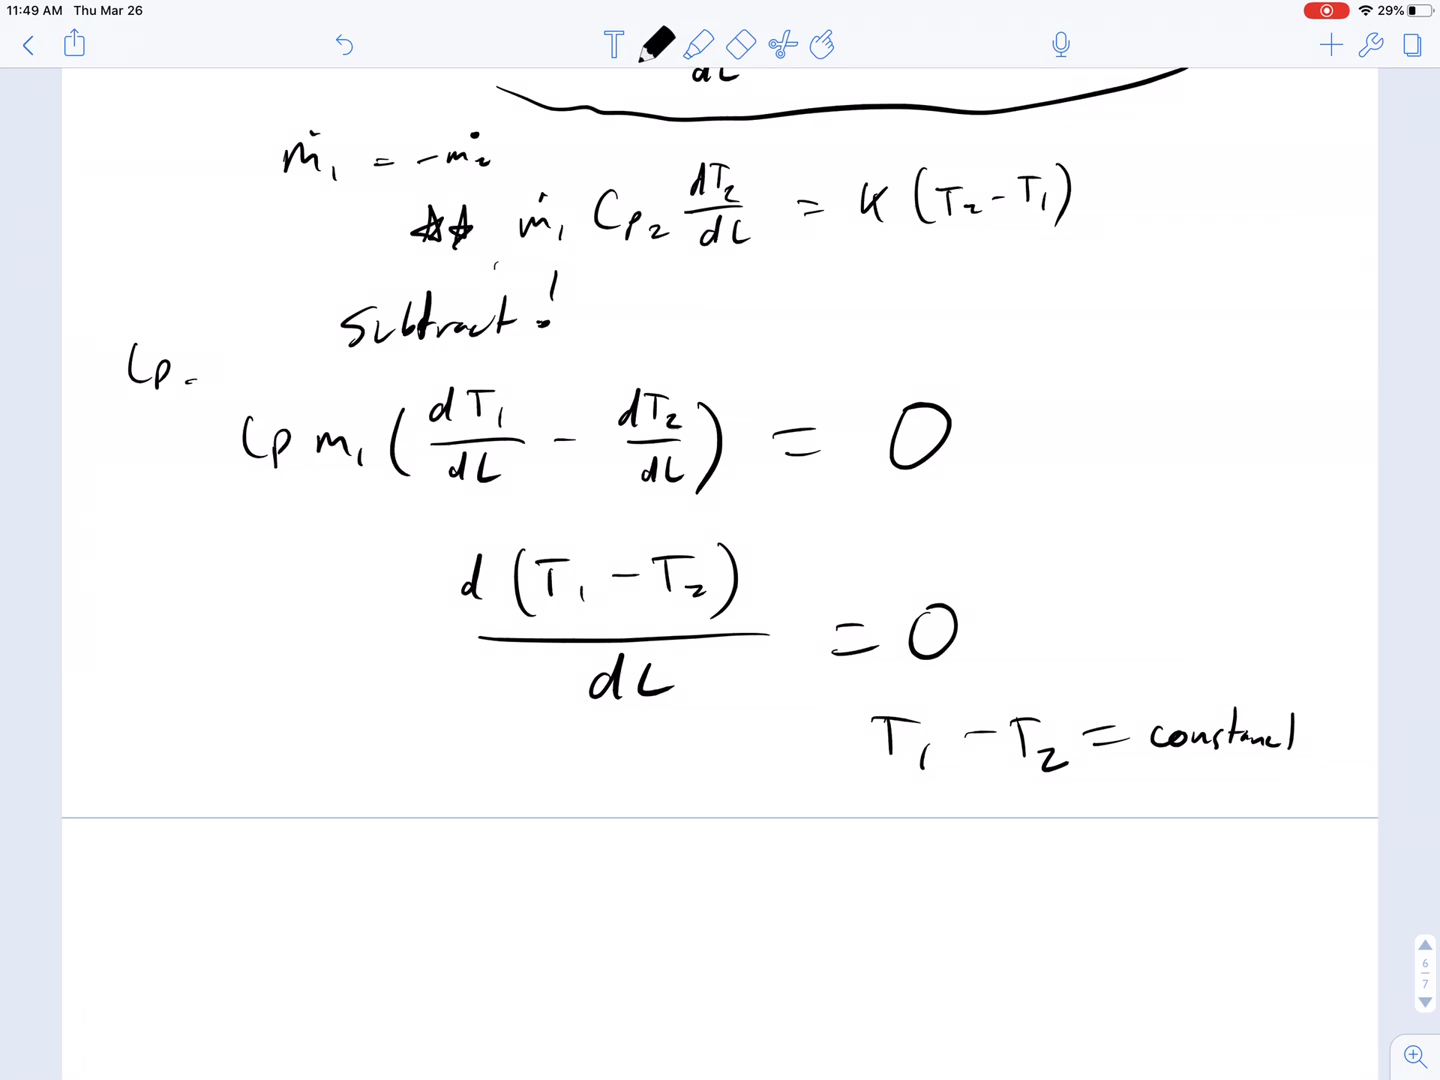 11:49 AM Thu Mar 26 29%
T
dL
ṁ₁ = -ṁ₂
☆☆ ṁ₁ Cp₂ dT₂/dL = K (T₂ - T₁)
Subtract!
Cp =
Cp m₁ ( dT₁/dL - dT₂/dL ) = 0
d (T₁ - T₂)/dL = 0
T₁ - T₂ = constant
6
7